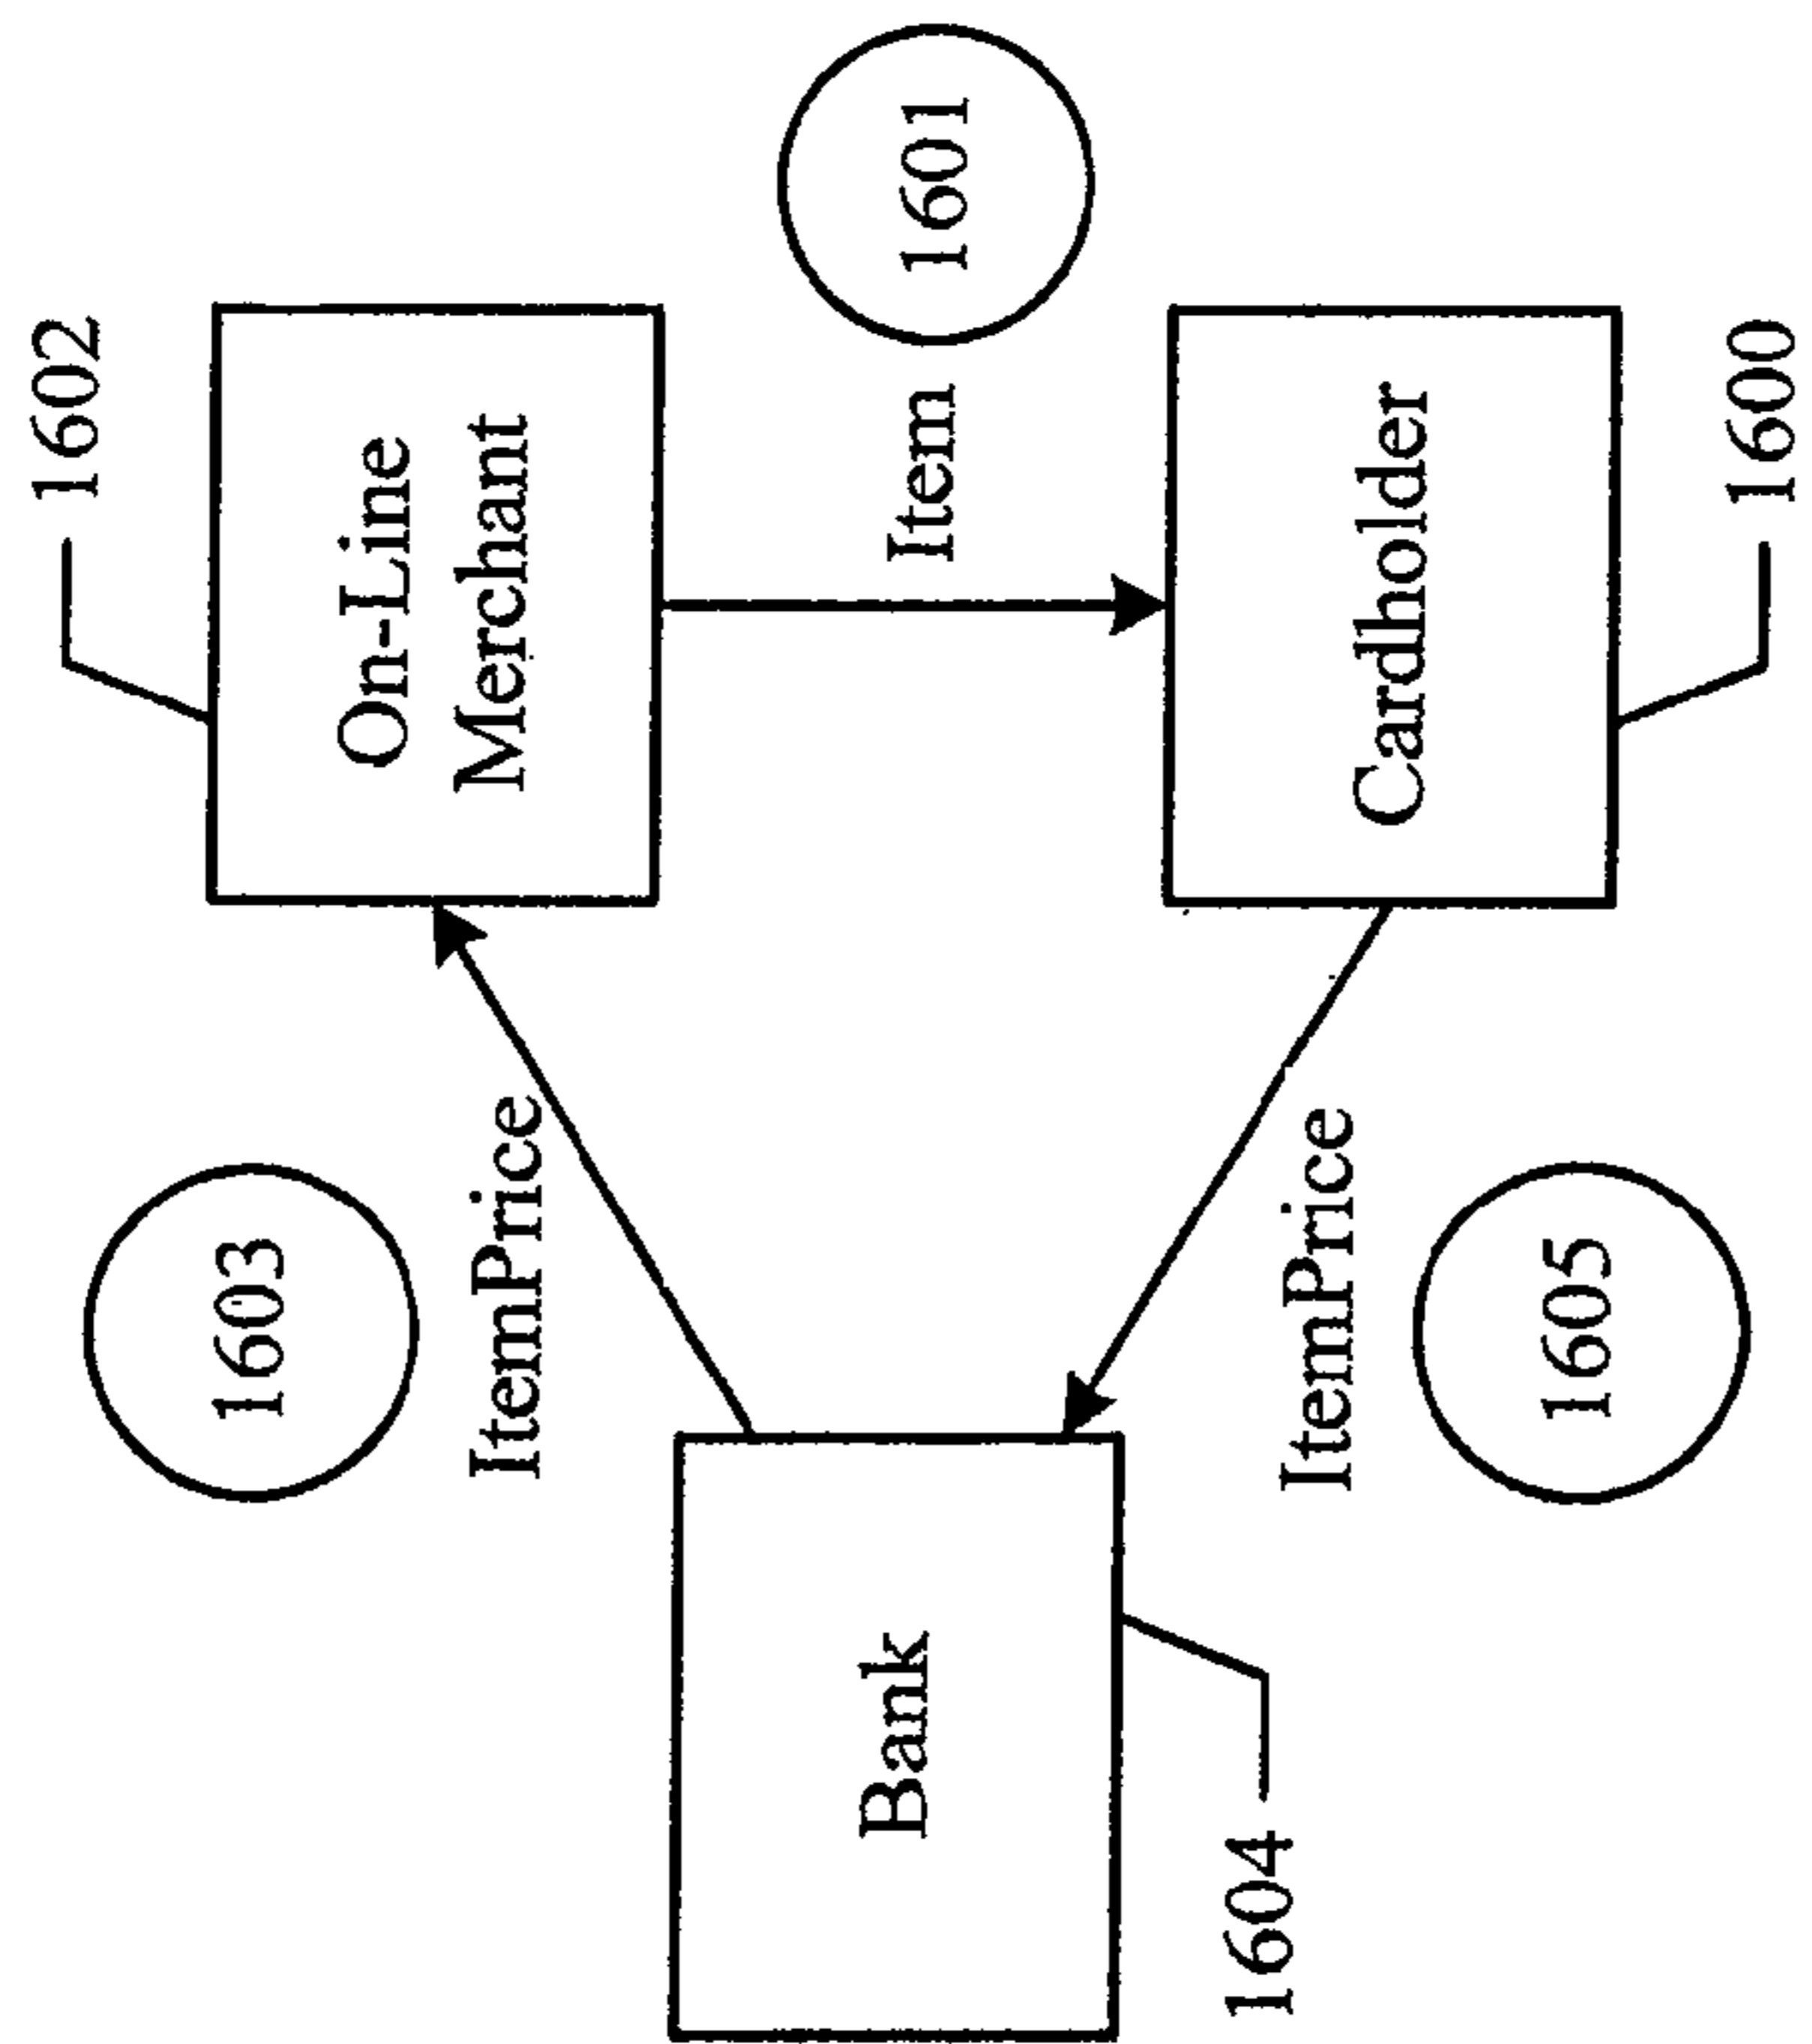 1603
ItemPrice
1602
On-Line
Merchant
Bank
1604
Item
1601
ItemPrice
1605
Cardholder
1600